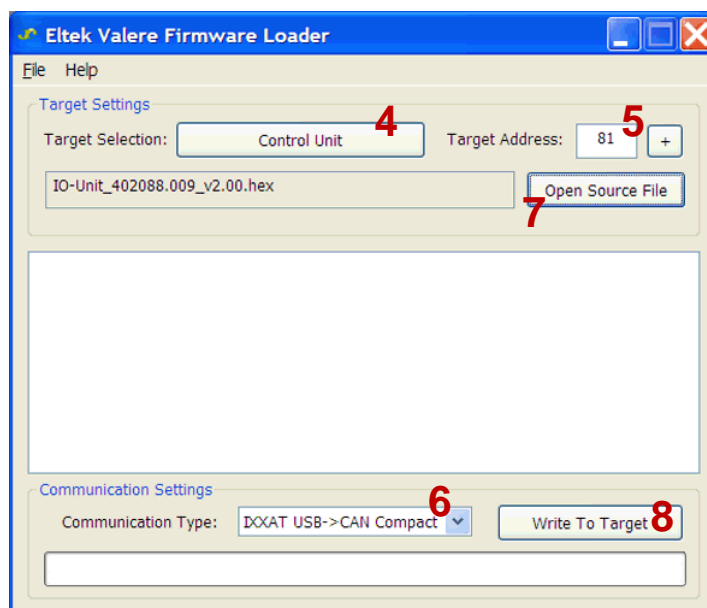 Eltek Valere Firmware Loader
File Help
Target Settings
4 5
Target Selection: Control Unit Target Address: 81 +
IO-Unit_402088.009_v2.00.hex Open Source File
7
Communication Settings
6 8
Communication Type: IXXAT USB->CAN Compact Write To Target